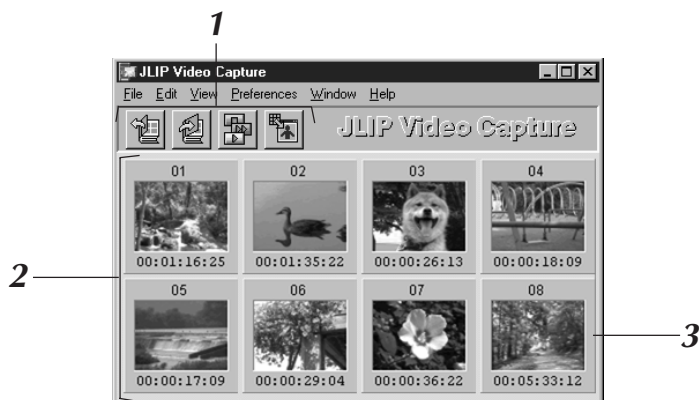 1
JLIP Video Capture
File Edit View Preferences Window Help
JLIP Video Capture
01 02 03 04
00:01:16:25 00:01:35:22 00:00:26:13 00:00:18:09
2
3
05 06 07 08
00:00:17:09 00:00:29:04 00:00:36:22 00:05:33:12